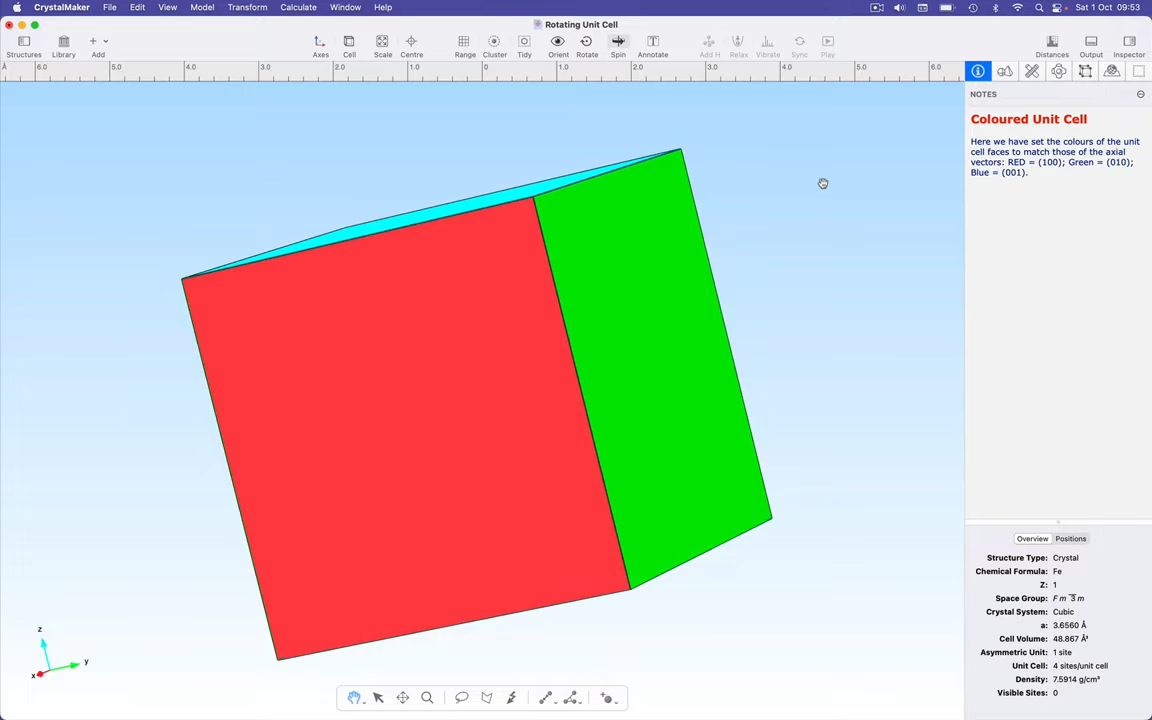 CrystalMaker File Edit View Model Transform Calculate Window Help Sat 1 Oct 09:53
Rotating Unit Cell
Structures Library Add Axes Cell Scale Centre Range Cluster Tidy Orient Rotate Spin Annotate Add H Relax Vibrate Sync Play Distances Output Inspector
Å 6.0 5.0 4.0 3.0 2.0 1.0 0 1.0 2.0 3.0 4.0 5.0 6.0
NOTES
Coloured Unit Cell
Here we have set the colours of the unit
cell faces to match those of the axial
vectors: RED = (100); Green = (010);
Blue = (001).
Overview Positions
Structure Type: Crystal
Chemical Formula: Fe
Z: 1
Space Group: F m 3̅ m
Crystal System: Cubic
a: 3.6560 Å
Cell Volume: 48.867 Å³
Asymmetric Unit: 1 site
Unit Cell: 4 sites/unit cell
Density: 7.5914 g/cm³
Visible Sites: 0
z
y
x